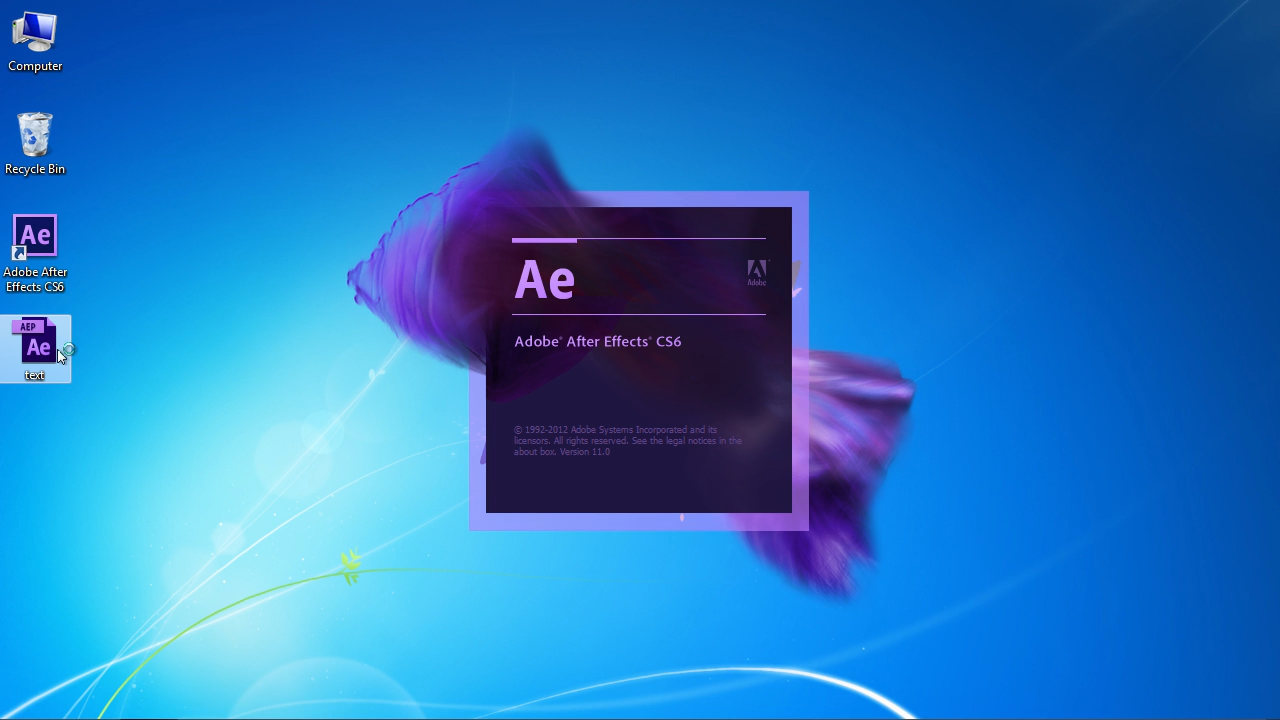 Computer
Recycle Bin
Ae
Adobe After
Effects CS6
AEP
Ae
text
Ae
Adobe
Adobe® After Effects® CS6
© 1992-2012 Adobe Systems Incorporated and its
licensors. All rights reserved. See the legal notices in the
about box. Version 11.0